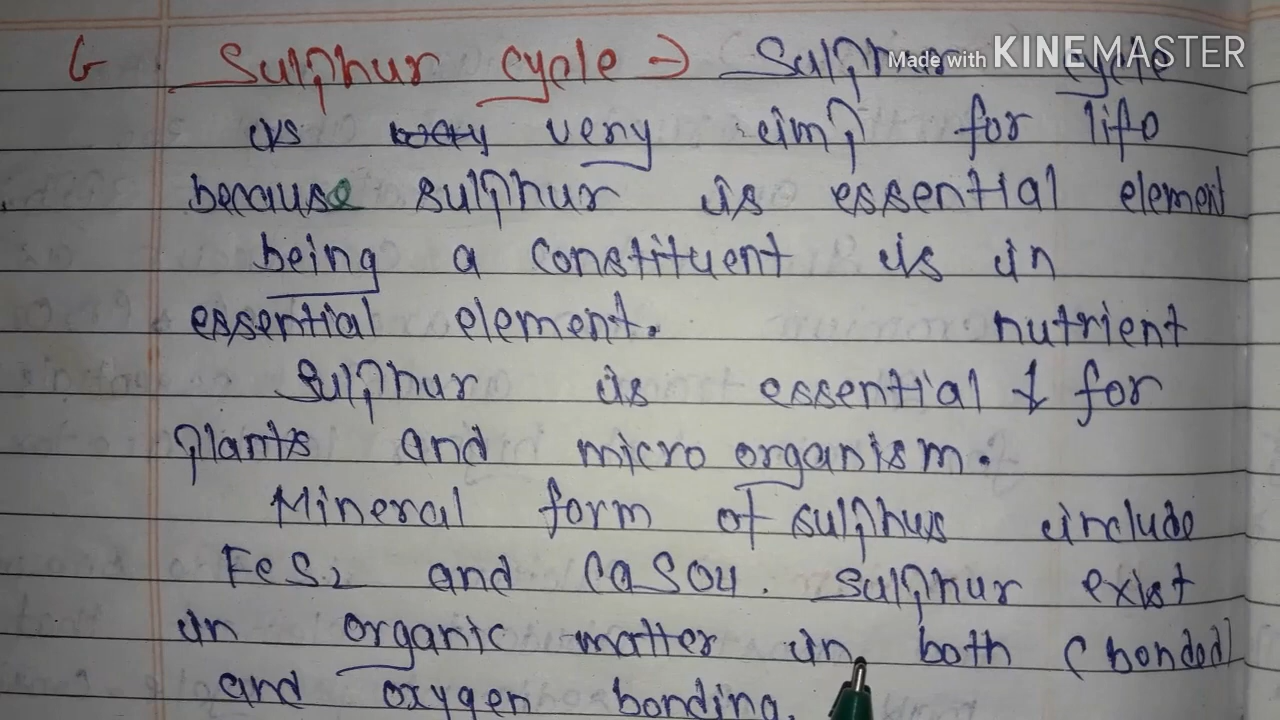 G Sulphur cycle → Sulphur cycle
Made with KINEMASTER
is very very imp for life
because sulphur is essential element
being a constituent is in
essential element. nutrient
Sulphur is essential for
plants and micro organism.
Mineral form of sulphus include
FeS2 and CaSO4. Sulphur exist
in organic matter in both (bonded)
and oxygen bonding.